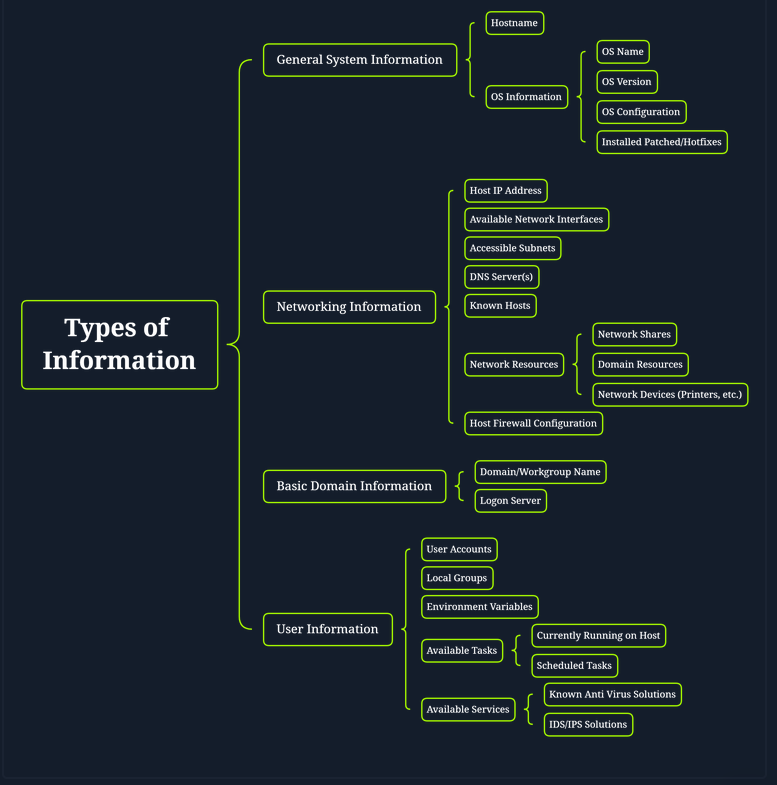 Types of
Information
General System Information
Hostname
OS Information
OS Name
OS Version
OS Configuration
Installed Patched/Hotfixes
Networking Information
Host IP Address
Available Network Interfaces
Accessible Subnets
DNS Server(s)
Known Hosts
Network Resources
Network Shares
Domain Resources
Network Devices (Printers, etc.)
Host Firewall Configuration
Basic Domain Information
Domain/Workgroup Name
Logon Server
User Information
User Accounts
Local Groups
Environment Variables
Available Tasks
Currently Running on Host
Scheduled Tasks
Available Services
Known Anti Virus Solutions
IDS/IPS Solutions